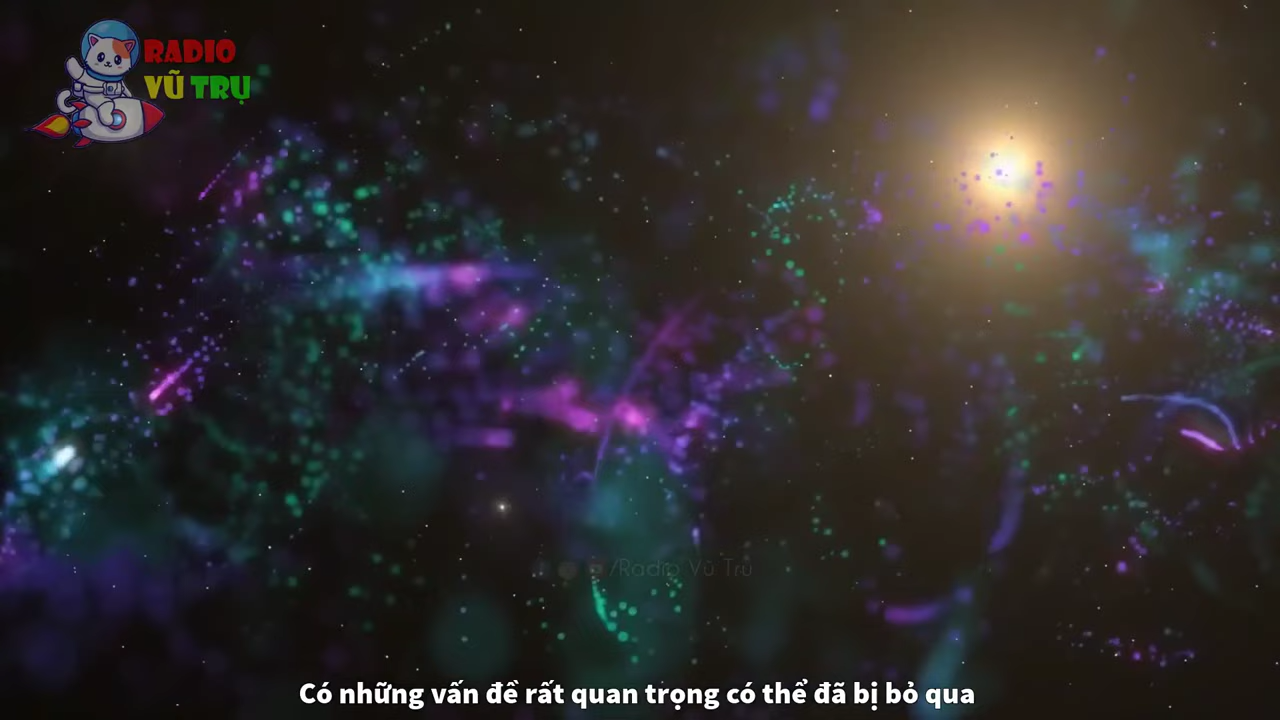 RADIO
VŨ TRỤ
/Radio Vũ Trụ
Có những vấn đề rất quan trọng có thể đã bị bỏ qua